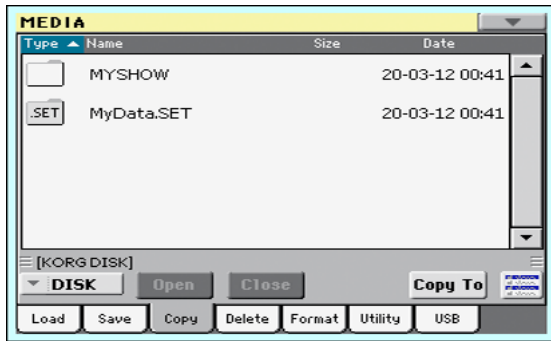 MEDIA
Type Name Size Date
MYSHOW 20-03-12 00:41
.SET MyData.SET 20-03-12 00:41
[KORG DISK]
DISK Open Close Copy To
Load Save Copy Delete Format Utility USB